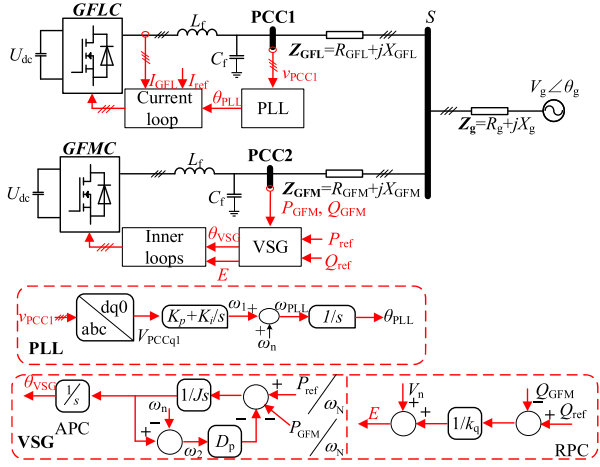 GFLC
PCC1
S
L_f
U_dc
C_f
Z_GFL=R_GFL+jX_GFL
I_GFL I_ref
v_PCC1
V_g∠θ_g
Current loop
θ_PLL
PLL
Z_g=R_g+jX_g
GFMC
PCC2
L_f
U_dc
C_f
Z_GFM=R_GFM+jX_GFM
P_GFM, Q_GFM
Inner loops
θ_VSG
E
VSG
P_ref
Q_ref
v_PCC1
dq0
abc
V_PCCq1
K_p+K_i/s
ω_1 +
+
ω_n
ω_PLL
1/s
θ_PLL
PLL
θ_VSG
1/s
APC
1/Js
+
P_ref/ω_N
−
−
P_GFM/ω_N
ω_n
+
−
ω_2
D_p
VSG
V_n
E
+
+
1/k_q
Q_GFM
−
+
Q_ref
RPC